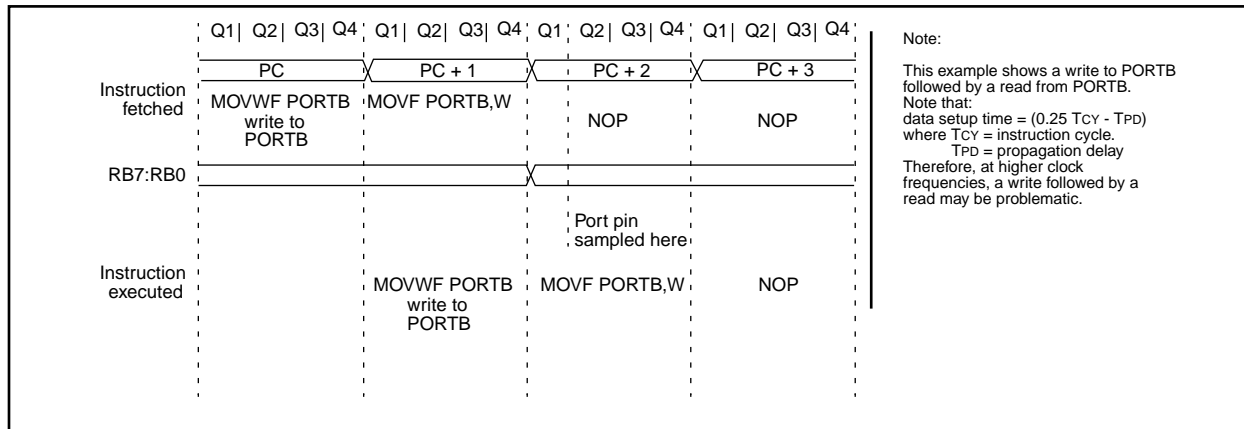 Q1| Q2| Q3| Q4 Q1| Q2| Q3| Q4 Q1 Q2| Q3| Q4 Q1| Q2| Q3| Q4
PC PC + 1 PC + 2 PC + 3
Instruction
fetched
MOVWF PORTB
write to
PORTB
MOVF PORTB,W
NOP
NOP
RB7:RB0
Port pin
sampled here
Instruction
executed
MOVWF PORTB
write to
PORTB
MOVF PORTB,W
NOP
Note:
This example shows a write to PORTB
followed by a read from PORTB.
Note that:
data setup time = (0.25 TCY - TPD)
where TCY = instruction cycle.
TPD = propagation delay
Therefore, at higher clock
frequencies, a write followed by a
read may be problematic.